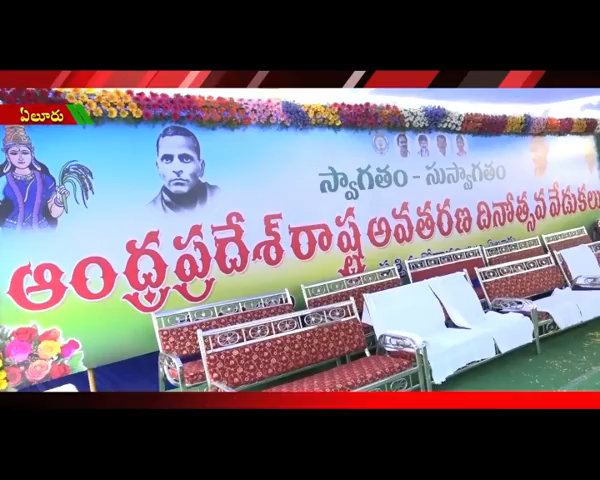 ఏలూరు
స్వాగతం - సుస్వాగతం
ఆంధ్రప్రదేశ్ రాష్ట్ర అవతరణ దినోత్సవ వేడుకలు